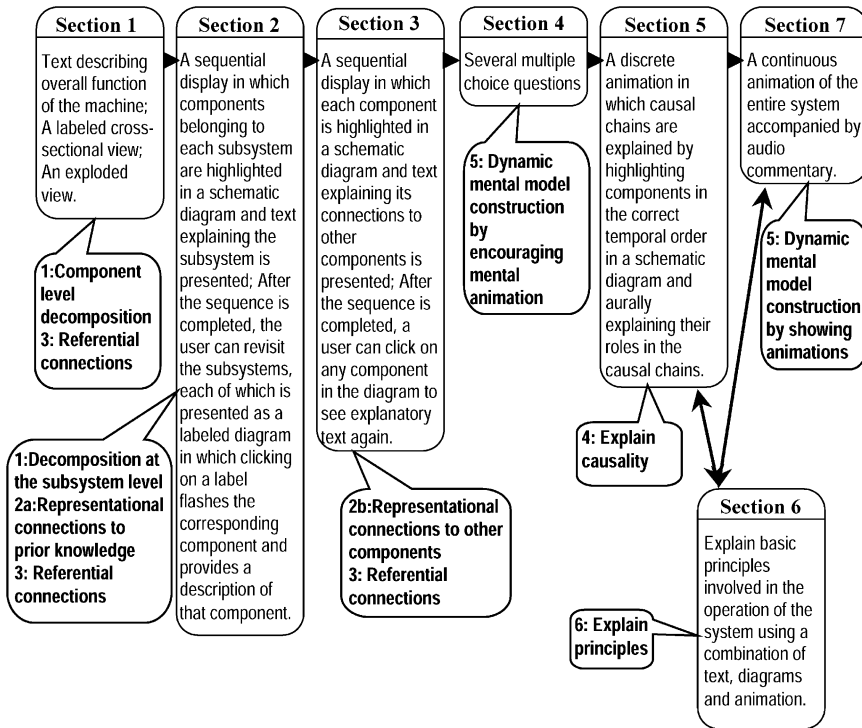 Section 1
Text describing
overall function
of the machine;
A labeled cross-
sectional view;
An exploded
view.
1:Component
level
decomposition
3: Referential
connections
Section 2
A sequential
display in which
components
belonging to
each subsystem
are highlighted
in a schematic
diagram and text
explaining the
subsystem is
presented; After
the sequence is
completed, the
user can revisit
the subsystems,
each of which is
presented as a
labeled diagram
in which clicking
on a label
flashes the
corresponding
component and
provides a
description of
that component.
1:Decomposition at
the subsystem level
2a:Representational
connections to
prior knowledge
3: Referential
connections
Section 3
A sequential
display in which
each component
is highlighted in
a schematic
diagram and text
explaining its
connections to
other
components is
presented; After
the sequence is
completed, a
user can click on
any component
in the diagram to
see explanatory
text again.
2b:Representational
connections to other
components
3: Referential
connections
Section 4
Several multiple
choice questions
5: Dynamic
mental model
construction
by
encouraging
mental
animation
Section 5
A discrete
animation in
which causal
chains are
explained by
highlighting
components in
the correct
temporal order
in a schematic
diagram and
aurally
explaining their
roles in the
causal chains.
4: Explain
causality
Section 7
A continuous
animation of the
entire system
accompanied by
audio
commentary.
5: Dynamic
mental
model
construction
by showing
animations
Section 6
Explain basic
principles
involved in the
operation of the
system using a
combination of
text, diagrams
and animation.
6: Explain
principles